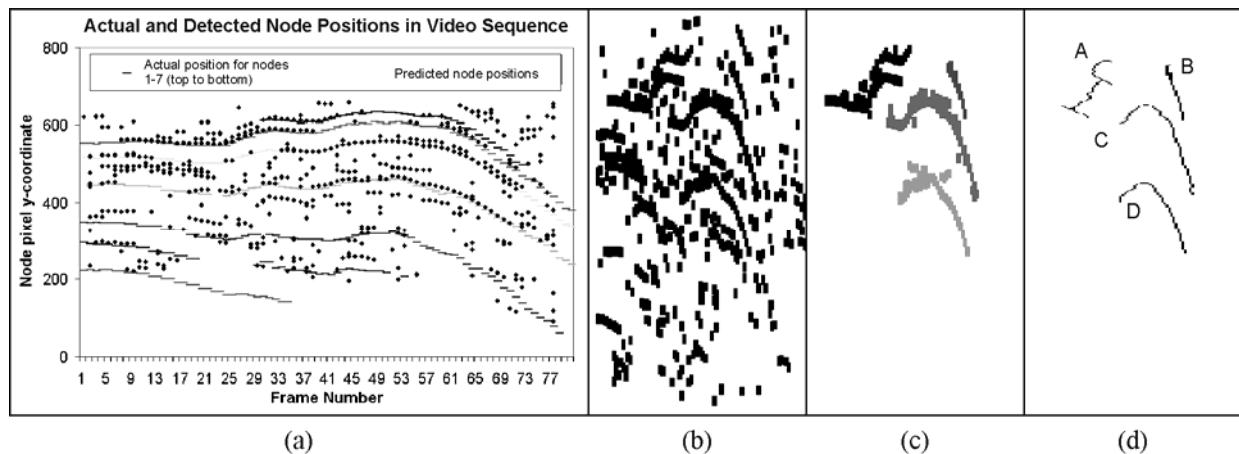 Actual and Detected Node Positions in Video Sequence
800
Actual position for nodes
1-7 (top to bottom)
Predicted node positions
600
400
200
0
Node pixel y-coordinate
1 5 9 13 17 21 25 29 33 37 41 45 49 53 57 61 65 69 73 77
Frame Number
A
B
C
D
(a) (b) (c) (d)